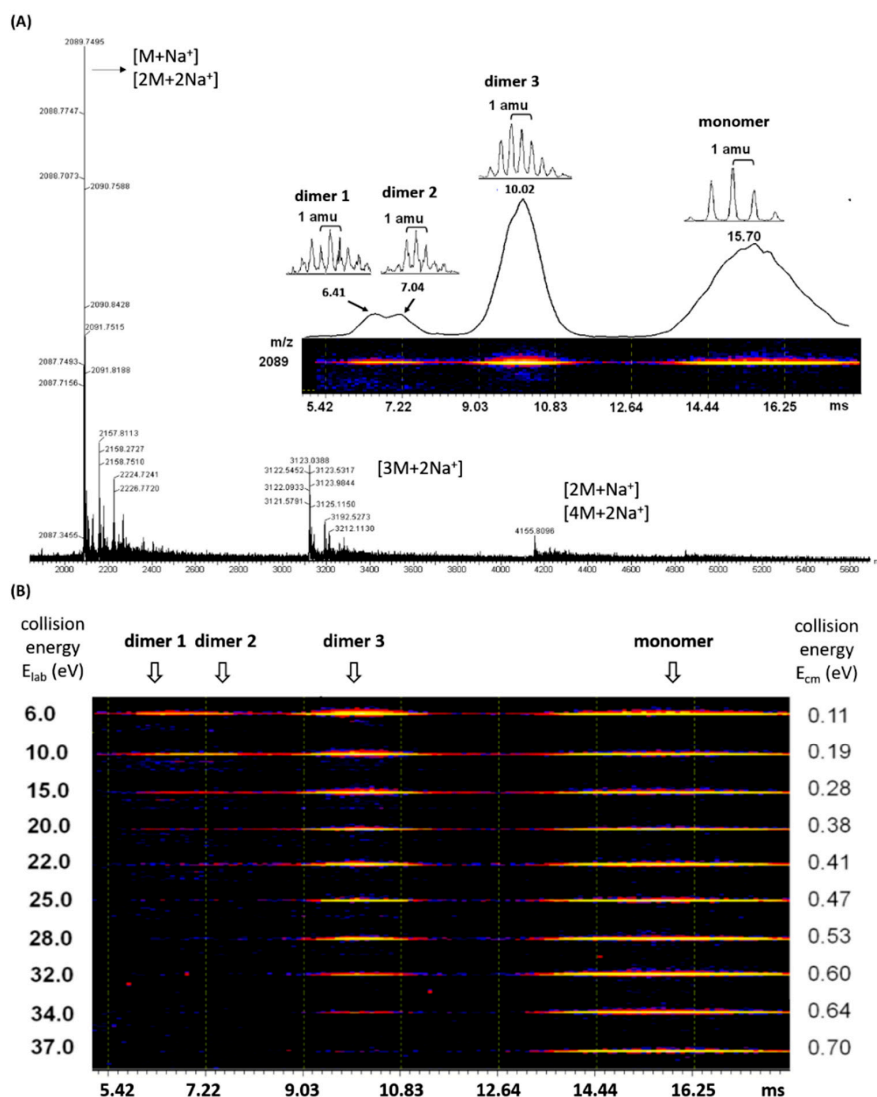 (A)
2089.7495
[M+Na⁺]
[2M+2Na⁺]
2088.7747
2088.7073
2090.7588
2090.8428
2091.7515
2087.7493
2091.8188
2087.7156
dimer 3
1 amu
10.02
monomer
1 amu
15.70
dimer 1 dimer 2
1 amu 1 amu
6.41 7.04
m/z
2089
5.42 7.22 9.03 10.83 12.64 14.44 16.25 ms
2157.8113
2158.2727
2158.7510
2224.7241
2226.7720
2087.3455
3123.0388
3122.5452 3123.5317
3122.0933 3123.9844
3121.5791 3125.1150
3192.5273
3212.1130
[3M+2Na⁺]
[2M+Na⁺]
[4M+2Na⁺]
4155.8096
2000 2200 2400 2600 2800 3000 3200 3400 3600 3800 4000 4200 4400 4600 4800 5000 5200 5400 5600
(B)
collision energy E_lab (eV)
dimer 1 dimer 2 dimer 3 monomer
collision energy E_cm (eV)
6.0 0.11
10.0 0.19
15.0 0.28
20.0 0.38
22.0 0.41
25.0 0.47
28.0 0.53
32.0 0.60
34.0 0.64
37.0 0.70
5.42 7.22 9.03 10.83 12.64 14.44 16.25 ms